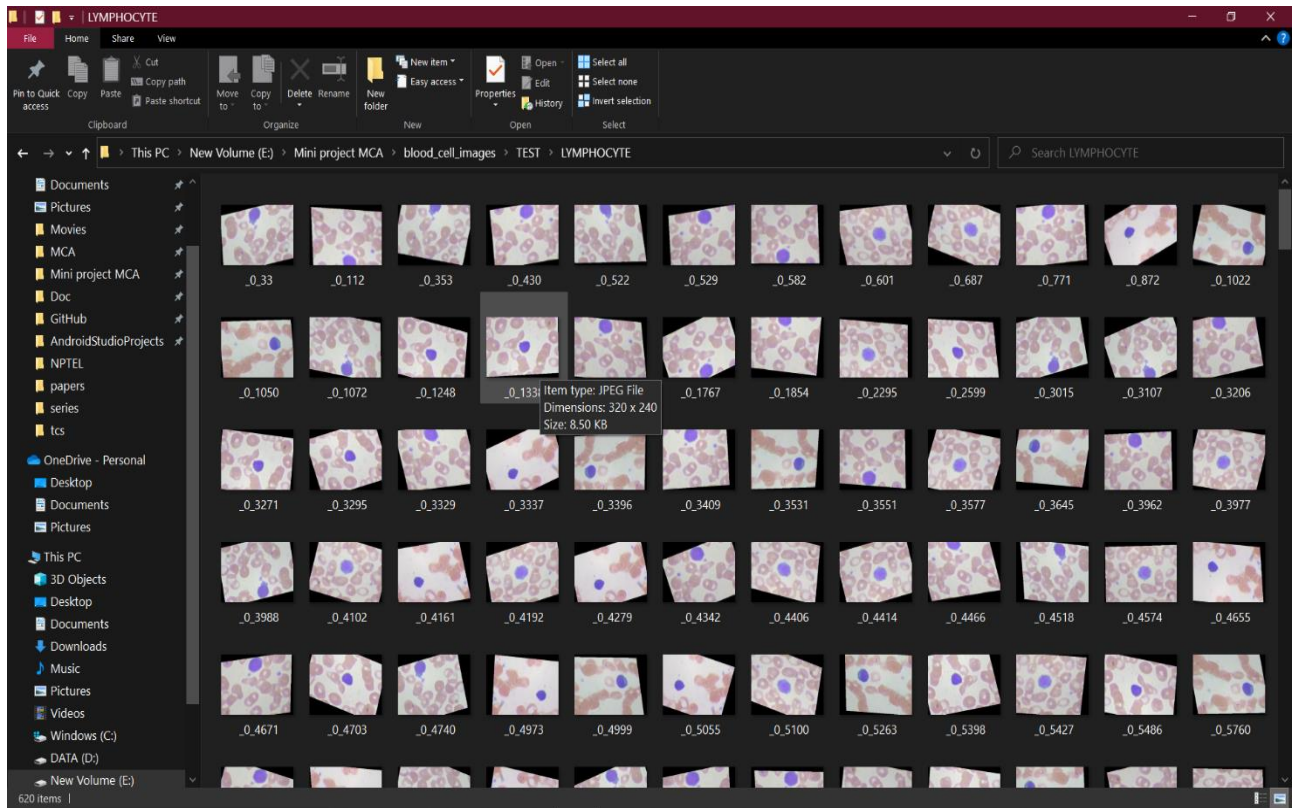 LYMPHOCYTE
File Home Share View
Pin to Quick access
Copy
Paste
Cut
Copy path
Paste shortcut
Clipboard
Move to
Copy to
Delete
Rename
Organize
New folder
New item
Easy access
New
Properties
Open
Edit
History
Open
Select all
Select none
Invert selection
Select
This PC > New Volume (E:) > Mini project MCA > blood_cell_images > TEST > LYMPHOCYTE
Search LYMPHOCYTE
Documents
Pictures
Movies
MCA
Mini project MCA
Doc
GitHub
AndroidStudioProjects
NPTEL
papers
series
tcs
OneDrive - Personal
Desktop
Documents
Pictures
This PC
3D Objects
Desktop
Documents
Downloads
Music
Pictures
Videos
Windows (C:)
DATA (D:)
New Volume (E:)
_0_33 _0_112 _0_353 _0_430 _0_522 _0_529 _0_582 _0_601 _0_687 _0_771 _0_872 _0_1022
_0_1050 _0_1072 _0_1248 _0_1338 _0_1767 _0_1854 _0_2295 _0_2599 _0_3015 _0_3107 _0_3206
Item type: JPEG File
Dimensions: 320 x 240
Size: 8.50 KB
_0_3271 _0_3295 _0_3329 _0_3337 _0_3396 _0_3409 _0_3531 _0_3551 _0_3577 _0_3645 _0_3962 _0_3977
_0_3988 _0_4102 _0_4161 _0_4192 _0_4279 _0_4342 _0_4406 _0_4414 _0_4466 _0_4518 _0_4574 _0_4655
_0_4671 _0_4703 _0_4740 _0_4973 _0_4999 _0_5055 _0_5100 _0_5263 _0_5398 _0_5427 _0_5486 _0_5760
620 items